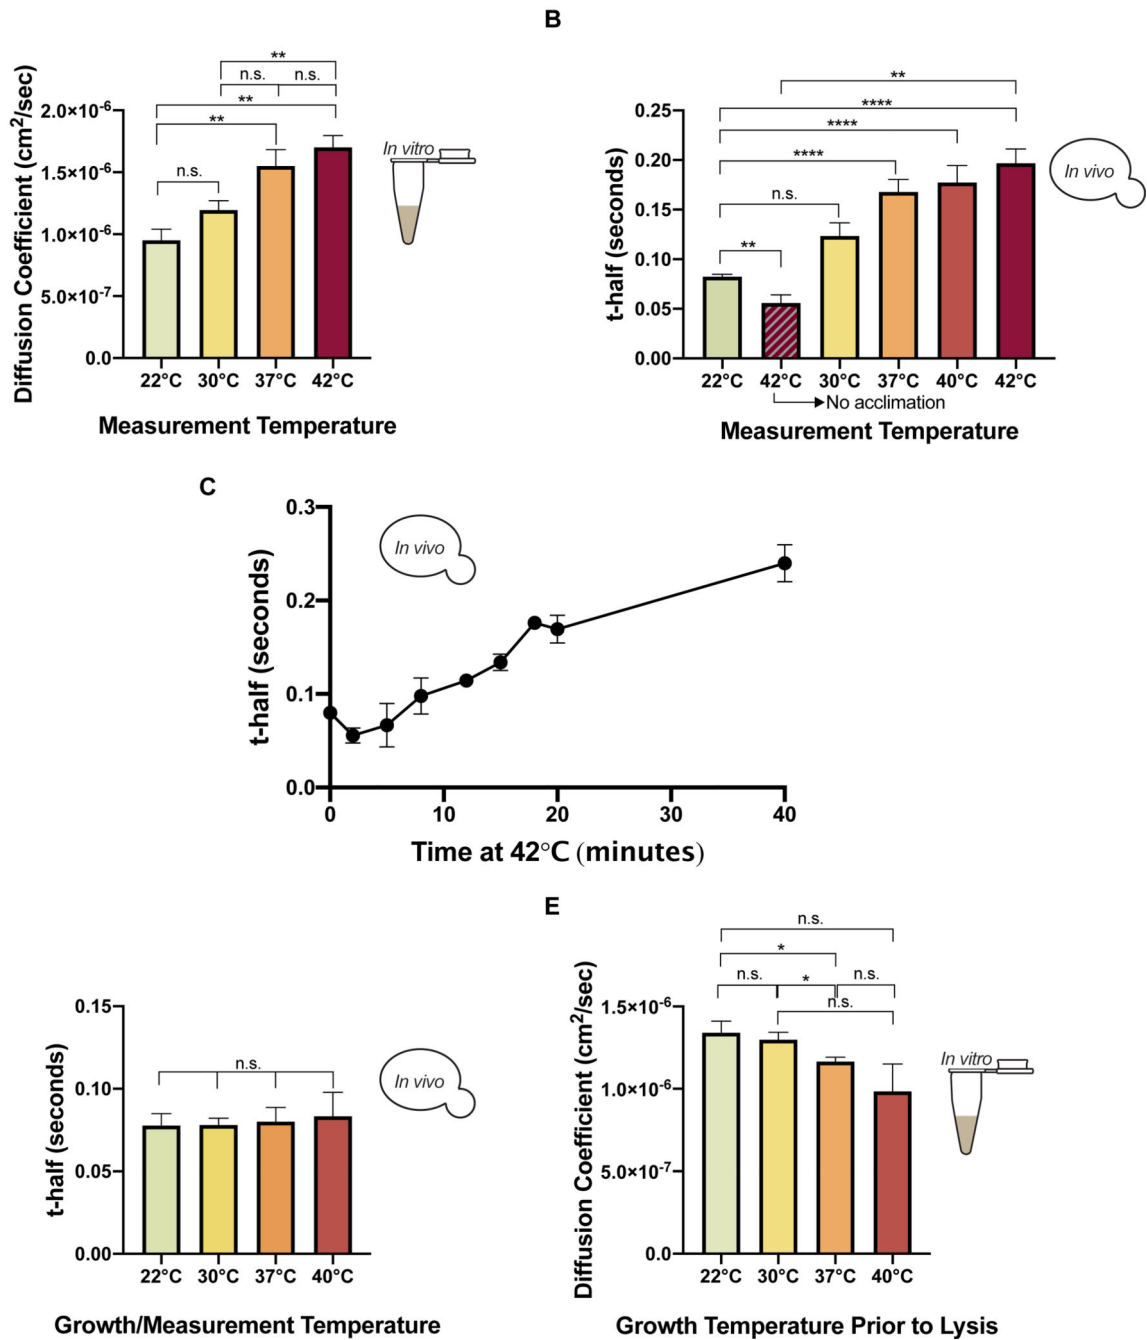 B
**
n.s.
n.s.
**
**
n.s.
Diffusion Coefficient (cm²/sec)
2.0×10⁻⁶
1.5×10⁻⁶
1.0×10⁻⁶
5.0×10⁻⁷
0.0
22°C
30°C
37°C
42°C
Measurement Temperature
In vitro
**
****
****
****
n.s.
**
t-half (seconds)
0.25
0.20
0.15
0.10
0.05
0.00
22°C
42°C
30°C
37°C
40°C
42°C
No acclimation
Measurement Temperature
In vivo
C
t-half (seconds)
0.3
0.2
0.1
0.0
0
10
20
30
40
Time at 42°C (minutes)
In vivo
t-half (seconds)
0.15
0.10
0.05
0.00
n.s.
22°C
30°C
37°C
40°C
Growth/Measurement Temperature
In vivo
E
n.s.
*
n.s.
*
n.s.
n.s.
Diffusion Coefficient (cm²/sec)
1.5×10⁻⁶
1.0×10⁻⁶
5.0×10⁻⁷
0.0
22°C
30°C
37°C
40°C
Growth Temperature Prior to Lysis
In vitro